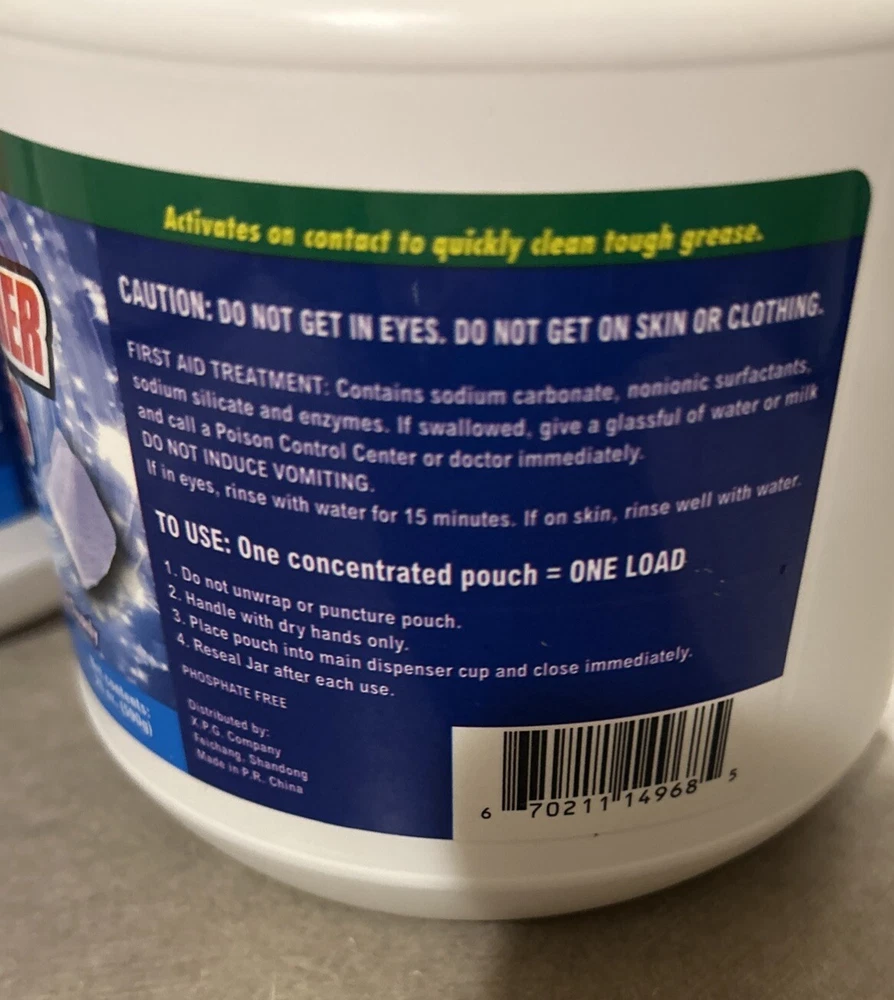 Activates on contact to quickly clean tough grease.
CAUTION: DO NOT GET IN EYES. DO NOT GET ON SKIN OR CLOTHING.
FIRST AID TREATMENT: Contains sodium carbonate, nonionic surfactants,
sodium silicate and enzymes. If swallowed, give a glassful of water or milk
and call a Poison Control Center or doctor immediately.
DO NOT INDUCE VOMITING.
If in eyes, rinse with water for 15 minutes. If on skin, rinse well with water.
TO USE: One concentrated pouch = ONE LOAD
1. Do not unwrap or puncture pouch.
2. Handle with dry hands only.
3. Place pouch into main dispenser cup and close immediately.
4. Reseal Jar after each use.
PHOSPHATE FREE
Distributed by:
X.P.G. Company
Feichang, Shandong
Made in P.R. China
6 70211 14968 5